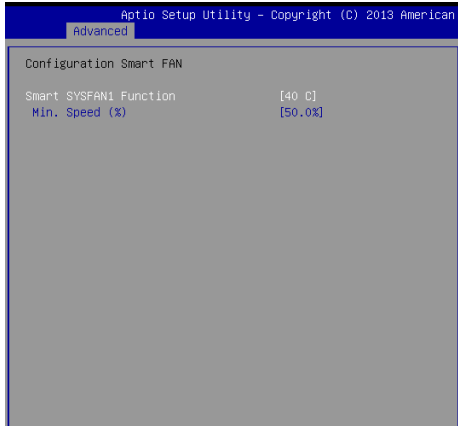 Aptio Setup Utility – Copyright (C) 2013 American
Advanced
Configuration Smart FAN
Smart SYSFAN1 Function [40 C]
Min. Speed (%) [50.0%]